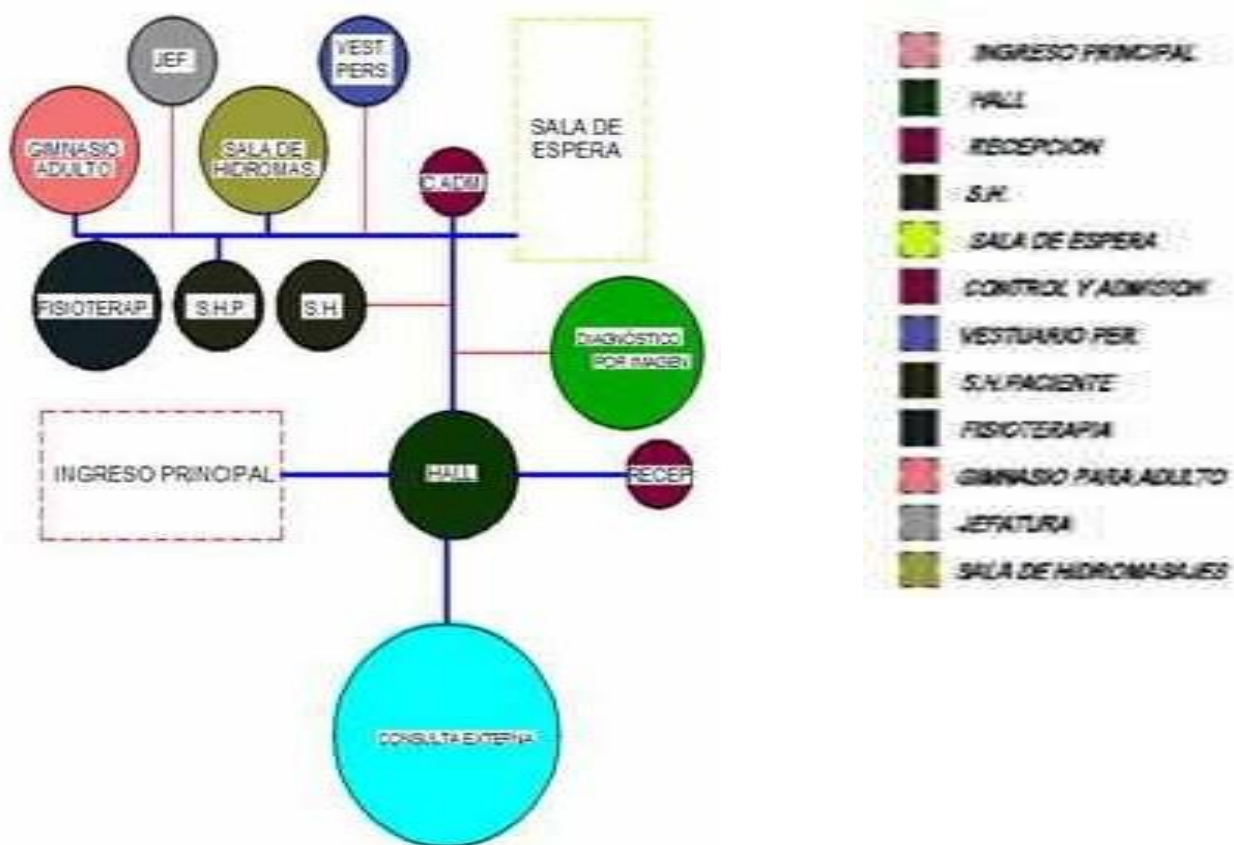 JEF.
VEST.
PERS.
GIMNASIO
ADULTO
SALA DE
HIDROMAS.
C.ADM
SALA DE
ESPERA
FISIOTERAP.
S.H.P
S.H.
DIAGNÓSTICO
POR IMAGEN
INGRESO PRINCIPAL
HALL
RECEP
CONSULTA EXTERNA
INGRESO PRINCIPAL
HALL
RECEPCION
S.H.
SALA DE ESPERA
CONTROL Y ADMISION
VESTUARIO PER.
S.H.PACIENTE
FISIOTERAPIA
GIMNASIO PARA ADULTO
JEFATURA
SALA DE HIDROMASAJES